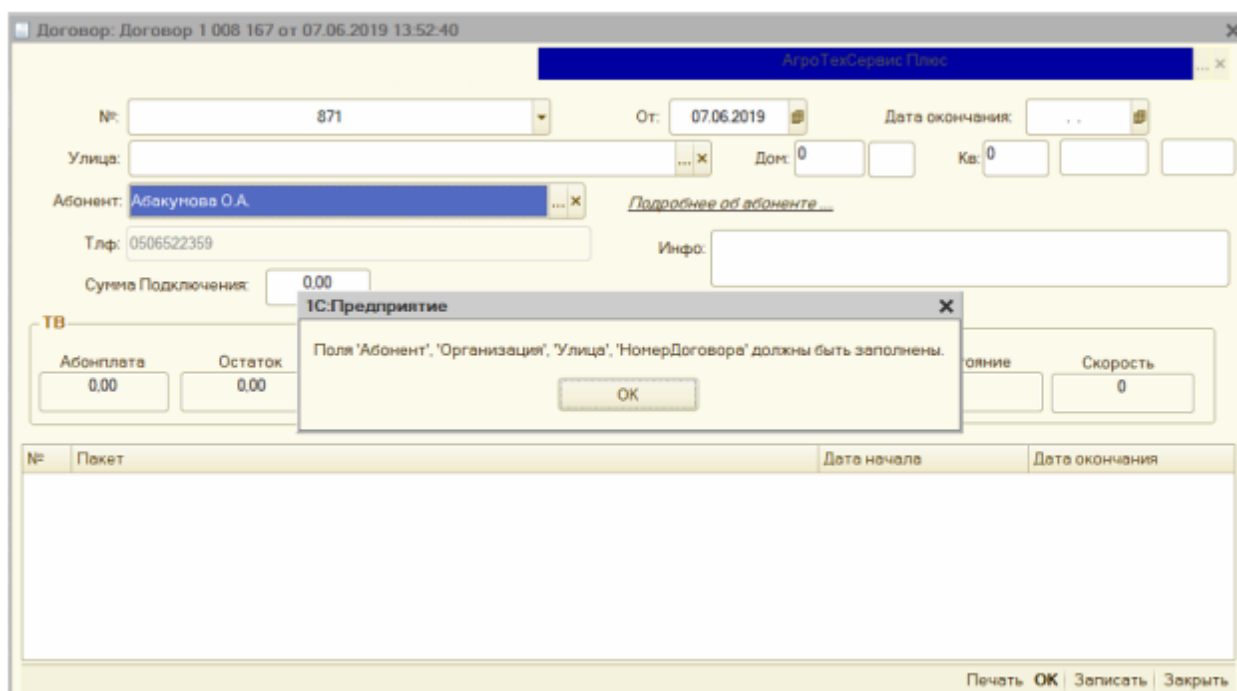 Договор: Договор 1 008 167 от 07.06.2019 13:52:40
АгроТехСервис Плюс ... ×
№: 871 От: 07.06.2019 Дата окончания: . .
Улица: ... × Дом: 0 Кв: 0
Абонент: Абакумова О.А. ... × Подробнее об абоненте ...
Тлф: 0506522359 Инфо:
Сумма Подключения: 0,00
1С:Предприятие
Поля 'Абонент', 'Организация', 'Улица', 'НомерДоговора' должны быть заполнены.
OK
ТВ
Абонплата Остаток тояние Скорость
0,00 0,00 0
№ Пакет Дата начала Дата окончания
Печать OK Записать Закрыть